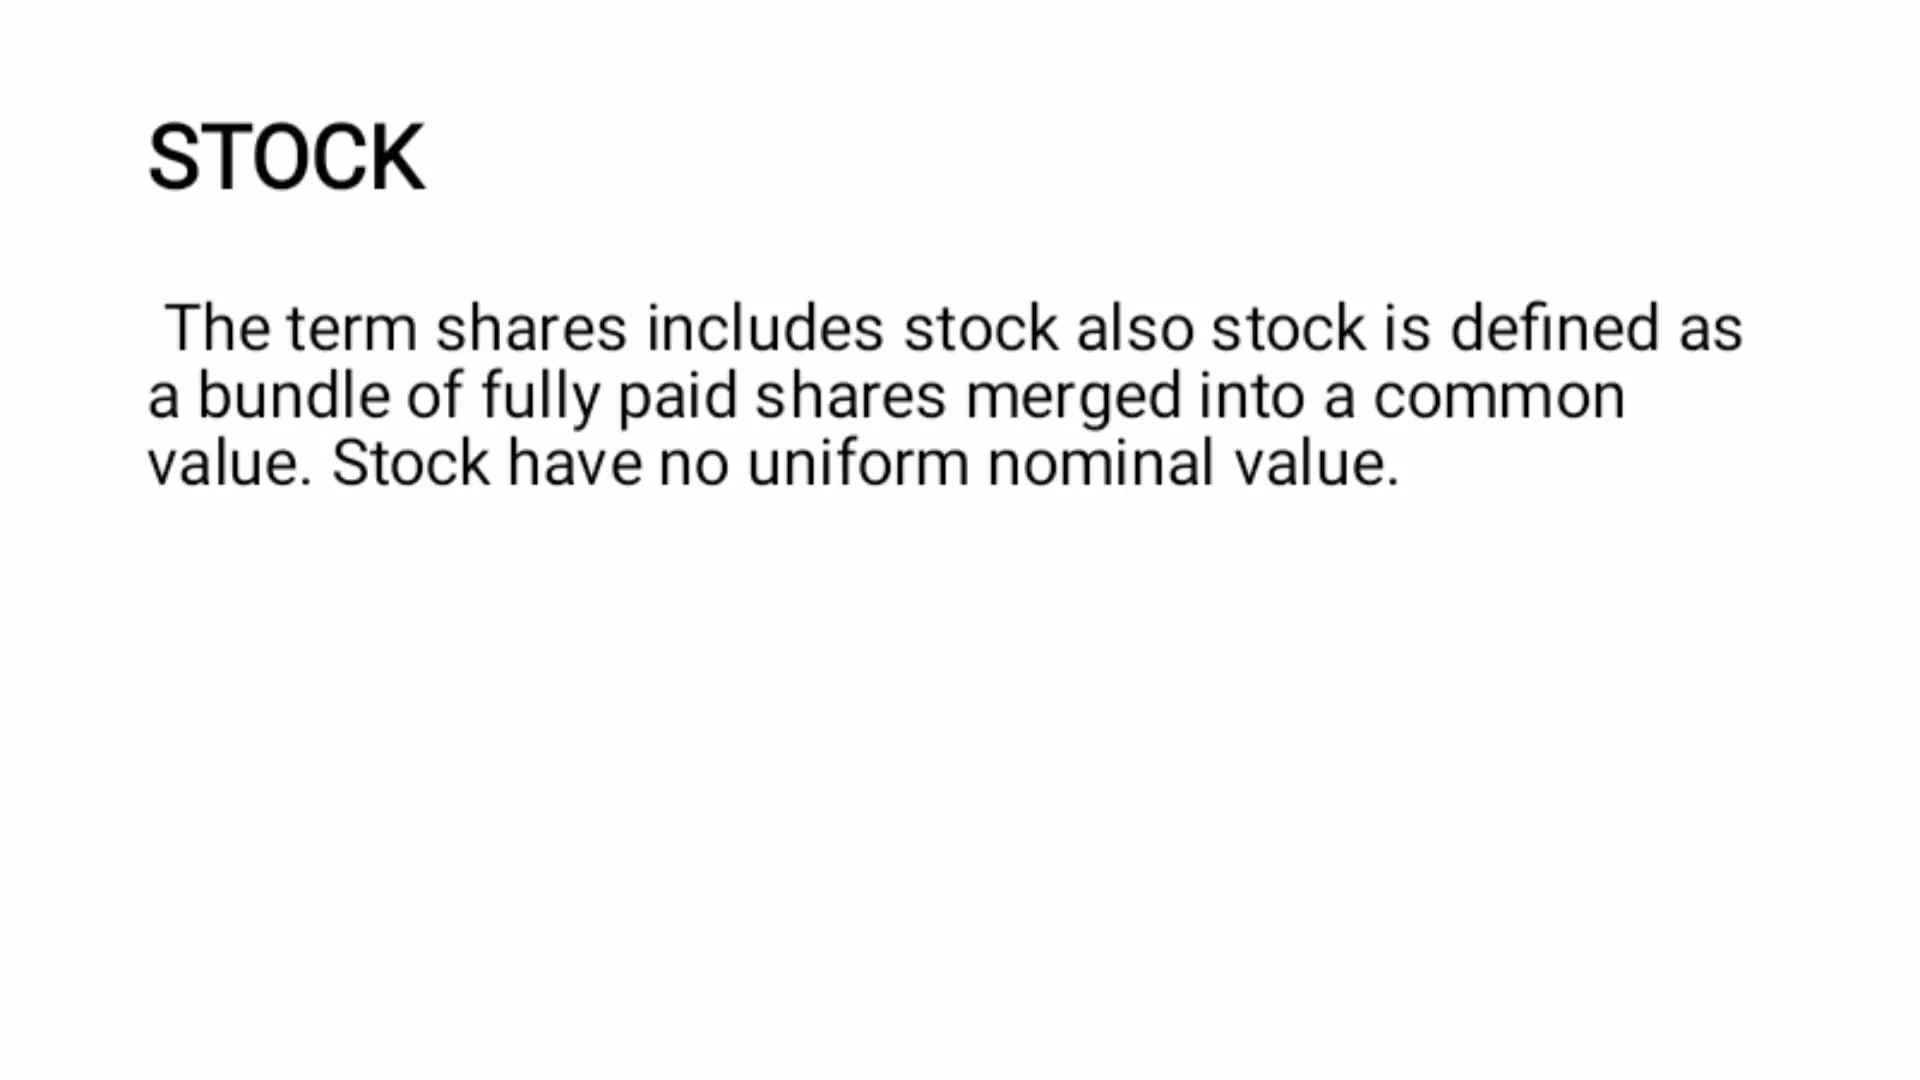 STOCK
The term shares includes stock also stock is defined as
a bundle of fully paid shares merged into a common
value. Stock have no uniform nominal value.